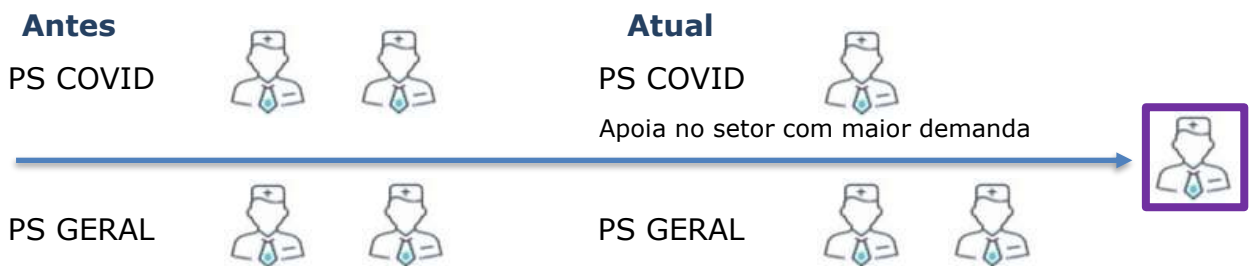 Antes
Atual
PS COVID
PS COVID
Apoia no setor com maior demanda
PS GERAL
PS GERAL